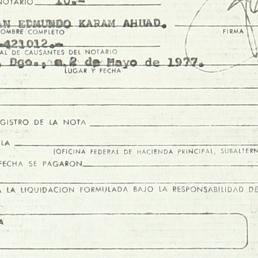 NOTARIO 10.-
AN EDMUNDO KARAM AHUAD.
NOMBRE COMPLETO FIRMA
-421012.-
AL DE CAUSANTES DEL NOTARIO
, Dgo., a 2 de Mayo de 1977.
LUGAR Y FECHA
GISTRO DE LA NOTA
LA
(OFICINA FEDERAL DE HACIENDA PRINCIPAL, SUBALTERN
FECHA SE PAGARON
A LA LIQUIDACION FORMULADA BAJO LA RESPONSABILIDAD DE
A